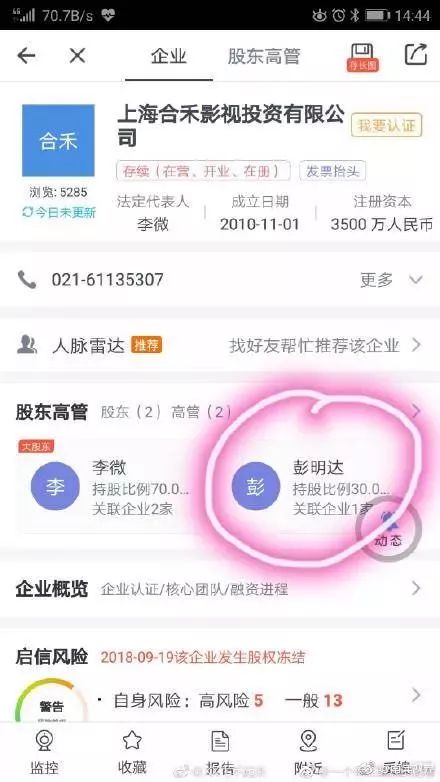 4G 70.7B/s 14:44
企业 股东高管 存长图
合禾
上海合禾影视投资有限公
司
我要认证
存续（在营、开业、在册） 发票抬头
浏览: 5285
今日未更新
法定代表人 成立日期 注册资本
李微 2010-11-01 3500 万人民币
021-61135307 更多
人脉雷达 推荐 找好友帮忙推荐该企业
股东高管 股东（2） 高管（2）
大股东
李 李微
持股比例70.0...
关联企业2家
彭 彭明达
持股比例30.0...
关联企业1家
动态
企业概览 企业认证/核心团队/融资进程
启信风险 2018-09-19该企业发生股权冻结
警告
· 自身风险：高风险 5 一般 13
监控 收藏 报告 附近 系统